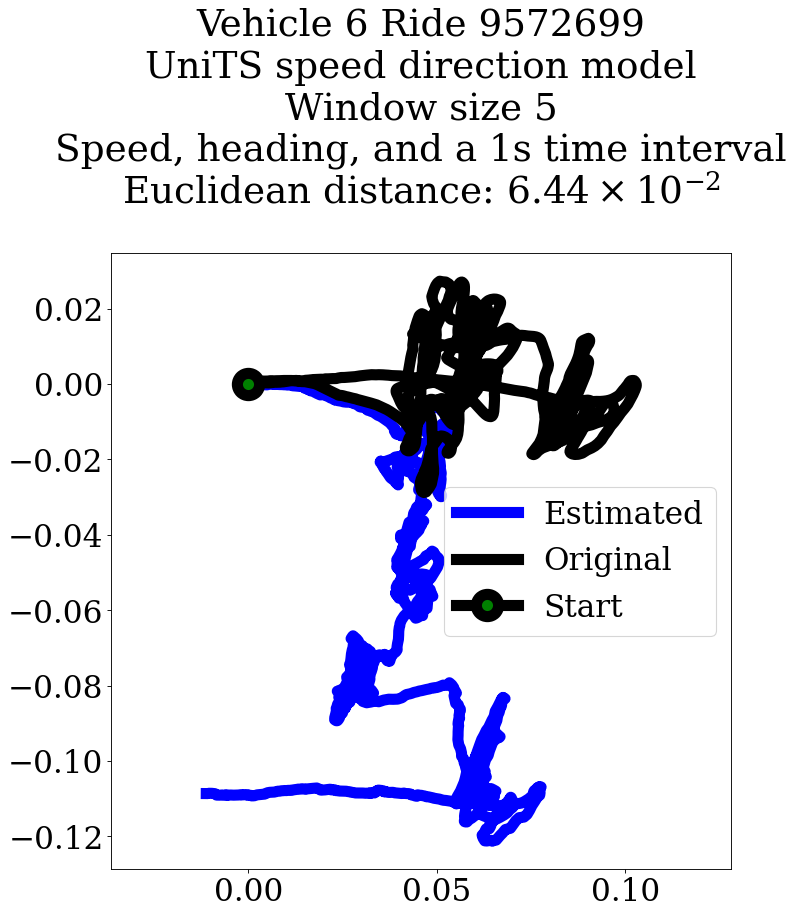 Vehicle 6 Ride 9572699
UniTS speed direction model
Window size 5
Speed, heading, and a 1s time interval
Euclidean distance: 6.44 × 10⁻²
0.02
0.00
−0.02
−0.04
−0.06
−0.08
−0.10
−0.12
Estimated
Original
Start
0.00 0.05 0.10